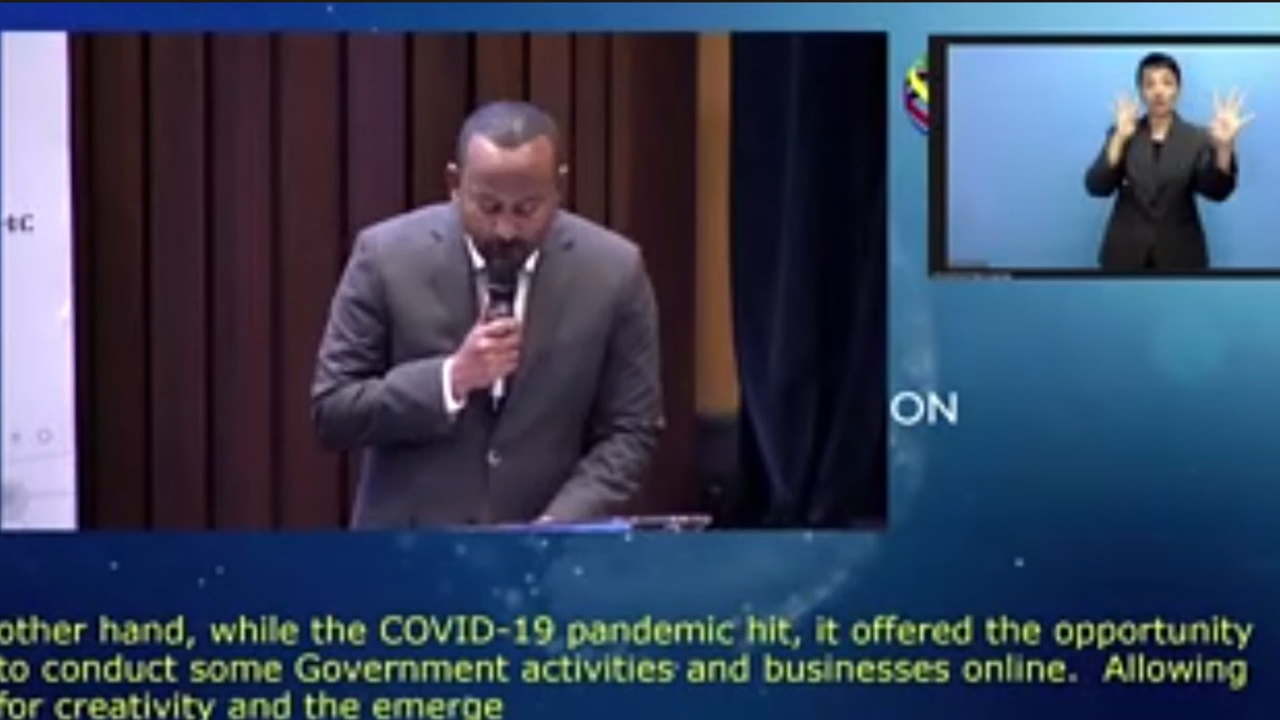 ON
other hand, while the COVID-19 pandemic hit, it offered the opportunity
to conduct some Government activities and businesses online. Allowing
for creativity and the emerge